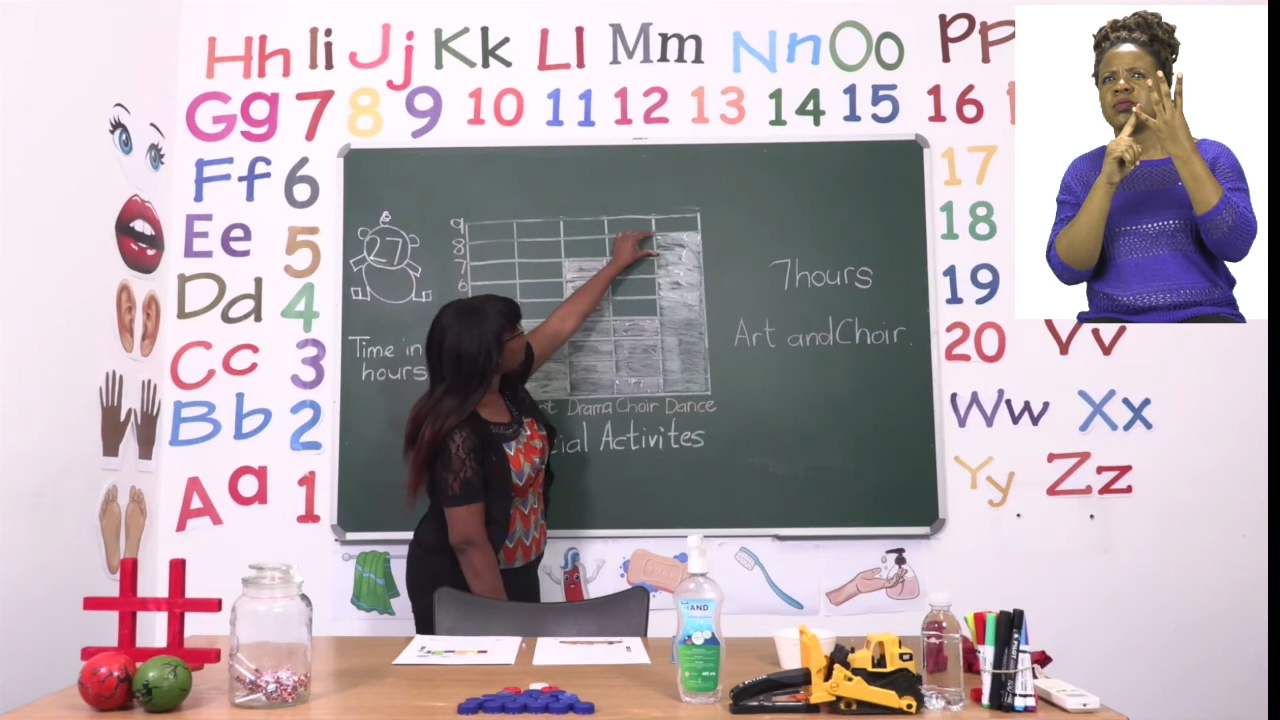 Hh Ii Jj Kk Ll Mm Nn Oo Pp
Gg 7 8 9 10 11 12 13 14 15 16
Ff 6
Ee 5
Dd 4
Cc 3
Bb 2
Aa 1
17
18
19
20 Vv
Ww Xx
Yy Zz
27
9
8
7
6
Time in
hours
Drama Choir Dance
Activites
7hours
Art and Choir.
HAND
CAT
PILOT